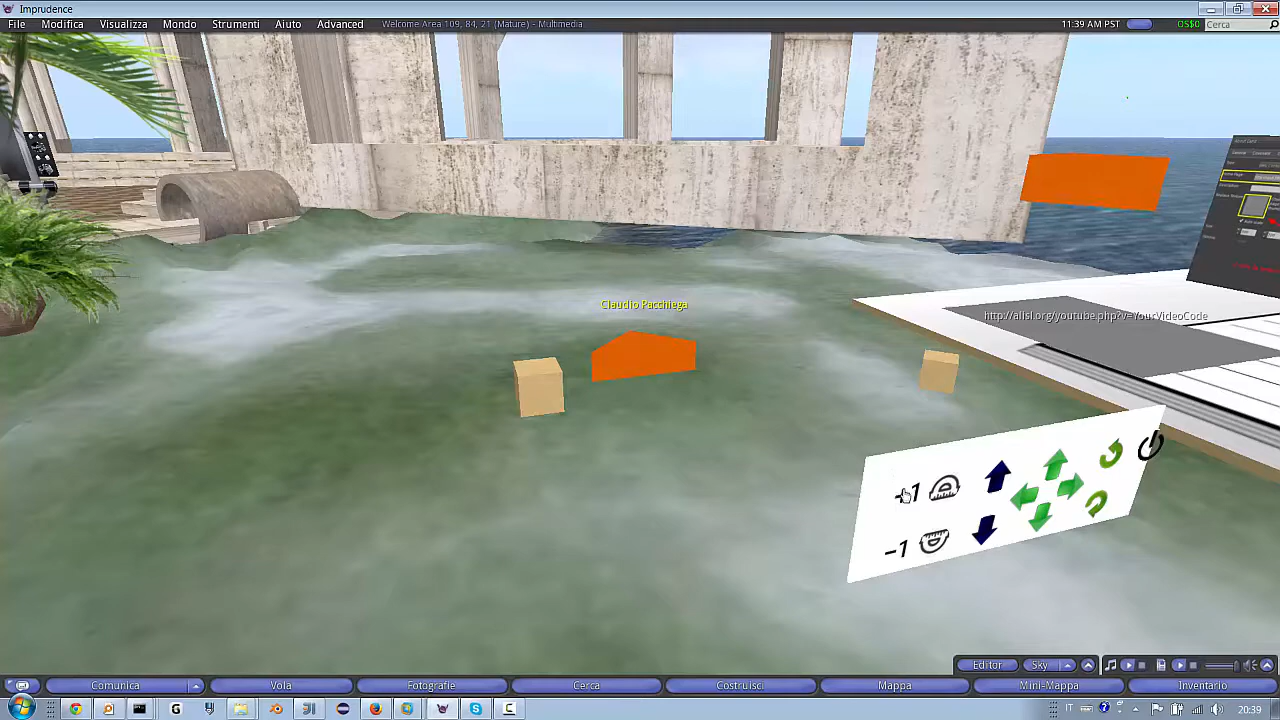 Imprudence
File Modifica Visualizza Mondo Strumenti Aiuto Advanced Welcome Area 109, 84, 21 (Mature) - Multimedia 11:39 AM PST OS$0 Cerca
Claudio Pacchiega
http://allsl.org/youtube.php?v=YourVideoCode
+1
-1
Editor Sky
Comunica Vola Fotografie Cerca Costruisci Mappa Mini-Mappa Inventario
IT 20:39